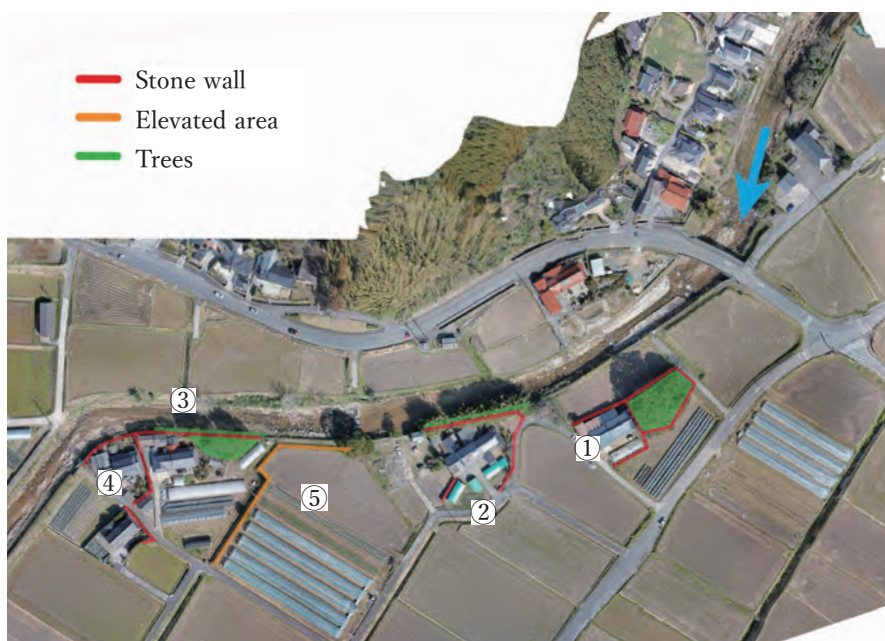 Stone wall
Elevated area
Trees
①
③
④
②
⑤